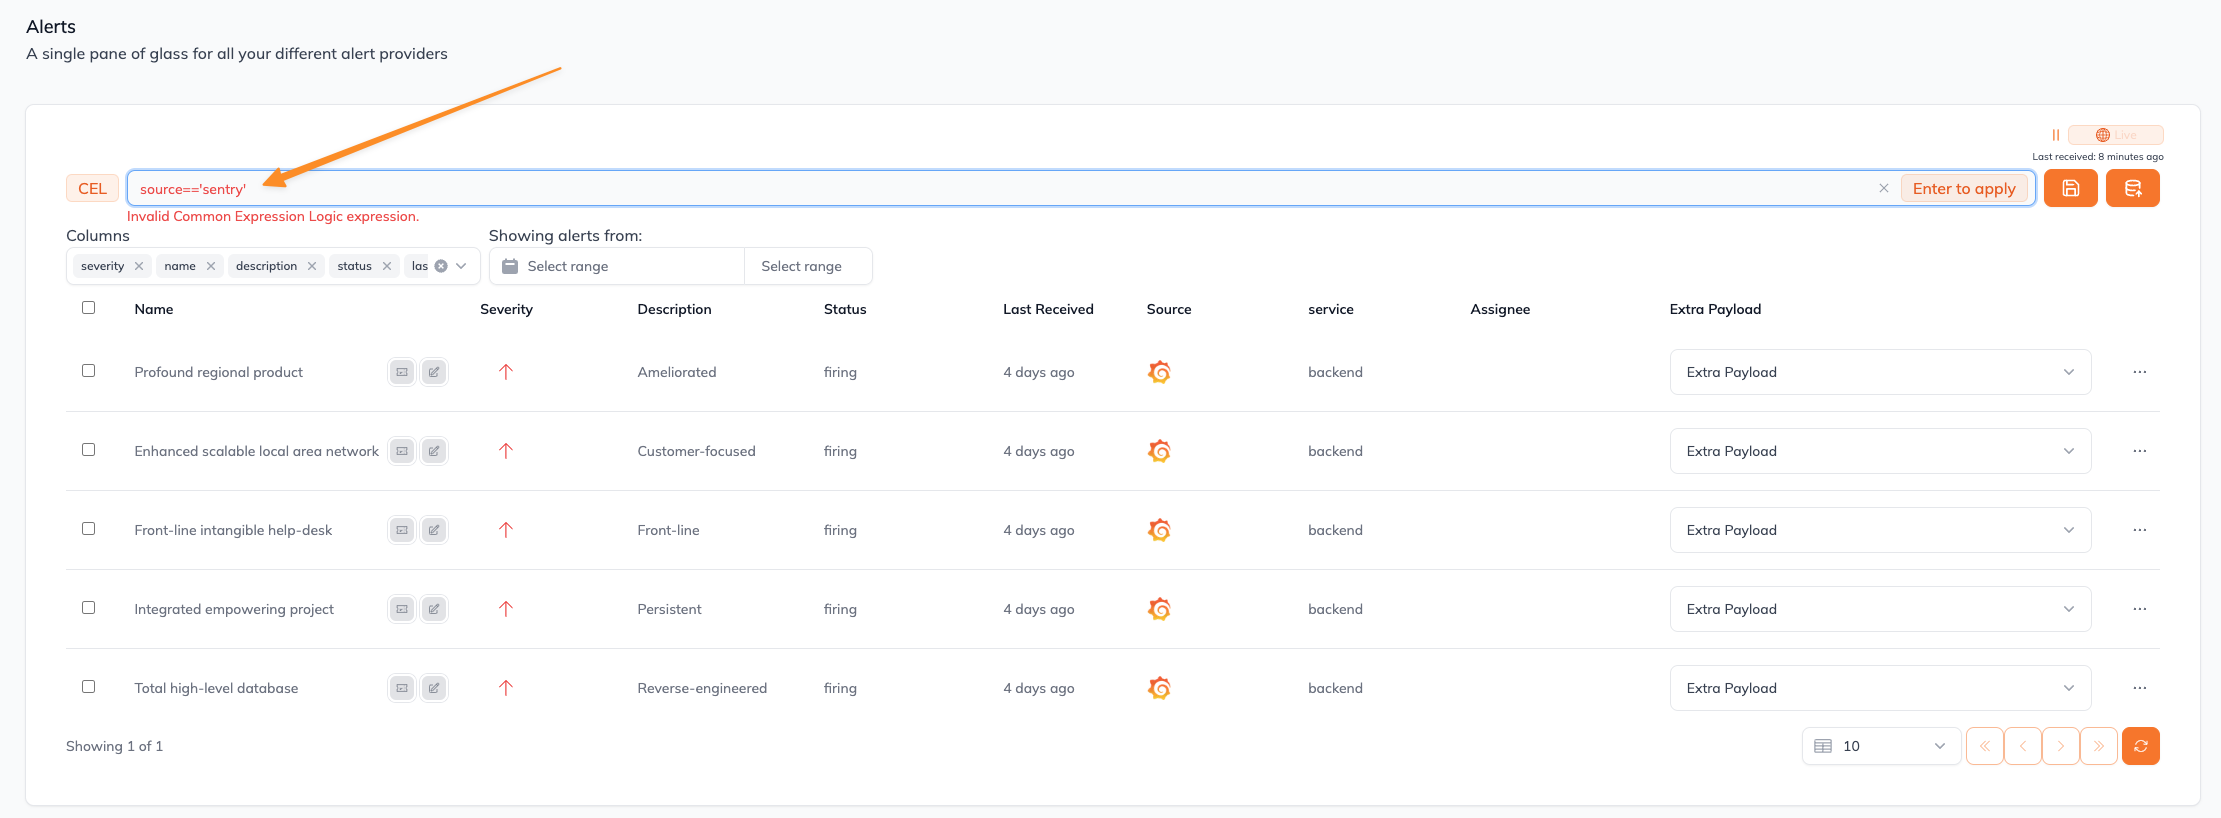 Alerts
A single pane of glass for all your different alert providers
Live
Last received: 8 minutes ago
CEL source=='sentry' Enter to apply
Invalid Common Expression Logic expression.
Columns Showing alerts from:
severity name description status las Select range Select range
Name Severity Description Status Last Received Source service Assignee Extra Payload
Profound regional product Ameliorated firing 4 days ago backend Extra Payload ...
Enhanced scalable local area network Customer-focused firing 4 days ago backend Extra Payload ...
Front-line intangible help-desk Front-line firing 4 days ago backend Extra Payload ...
Integrated empowering project Persistent firing 4 days ago backend Extra Payload ...
Total high-level database Reverse-engineered firing 4 days ago backend Extra Payload ...
Showing 1 of 1 10